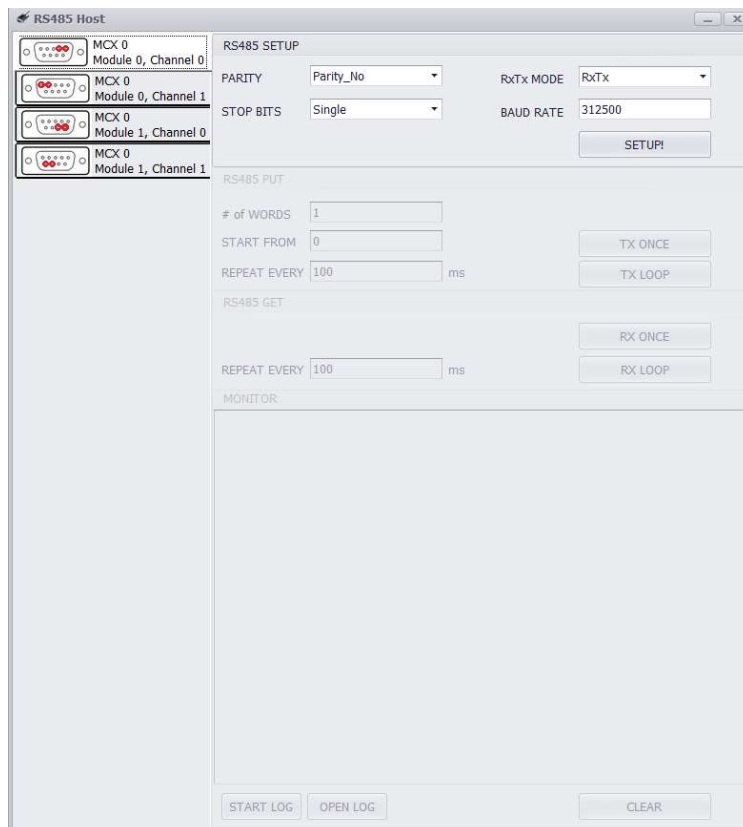 RS485 Host
MCX 0
Module 0, Channel 0
MCX 0
Module 0, Channel 1
MCX 0
Module 1, Channel 0
MCX 0
Module 1, Channel 1
RS485 SETUP
PARITY Parity_No RxTx MODE RxTx
STOP BITS Single BAUD RATE 312500
SETUP!
RS485 PUT
# of WORDS 1
START FROM 0 TX ONCE
REPEAT EVERY 100 ms TX LOOP
RS485 GET
RX ONCE
REPEAT EVERY 100 ms RX LOOP
MONITOR
START LOG OPEN LOG CLEAR